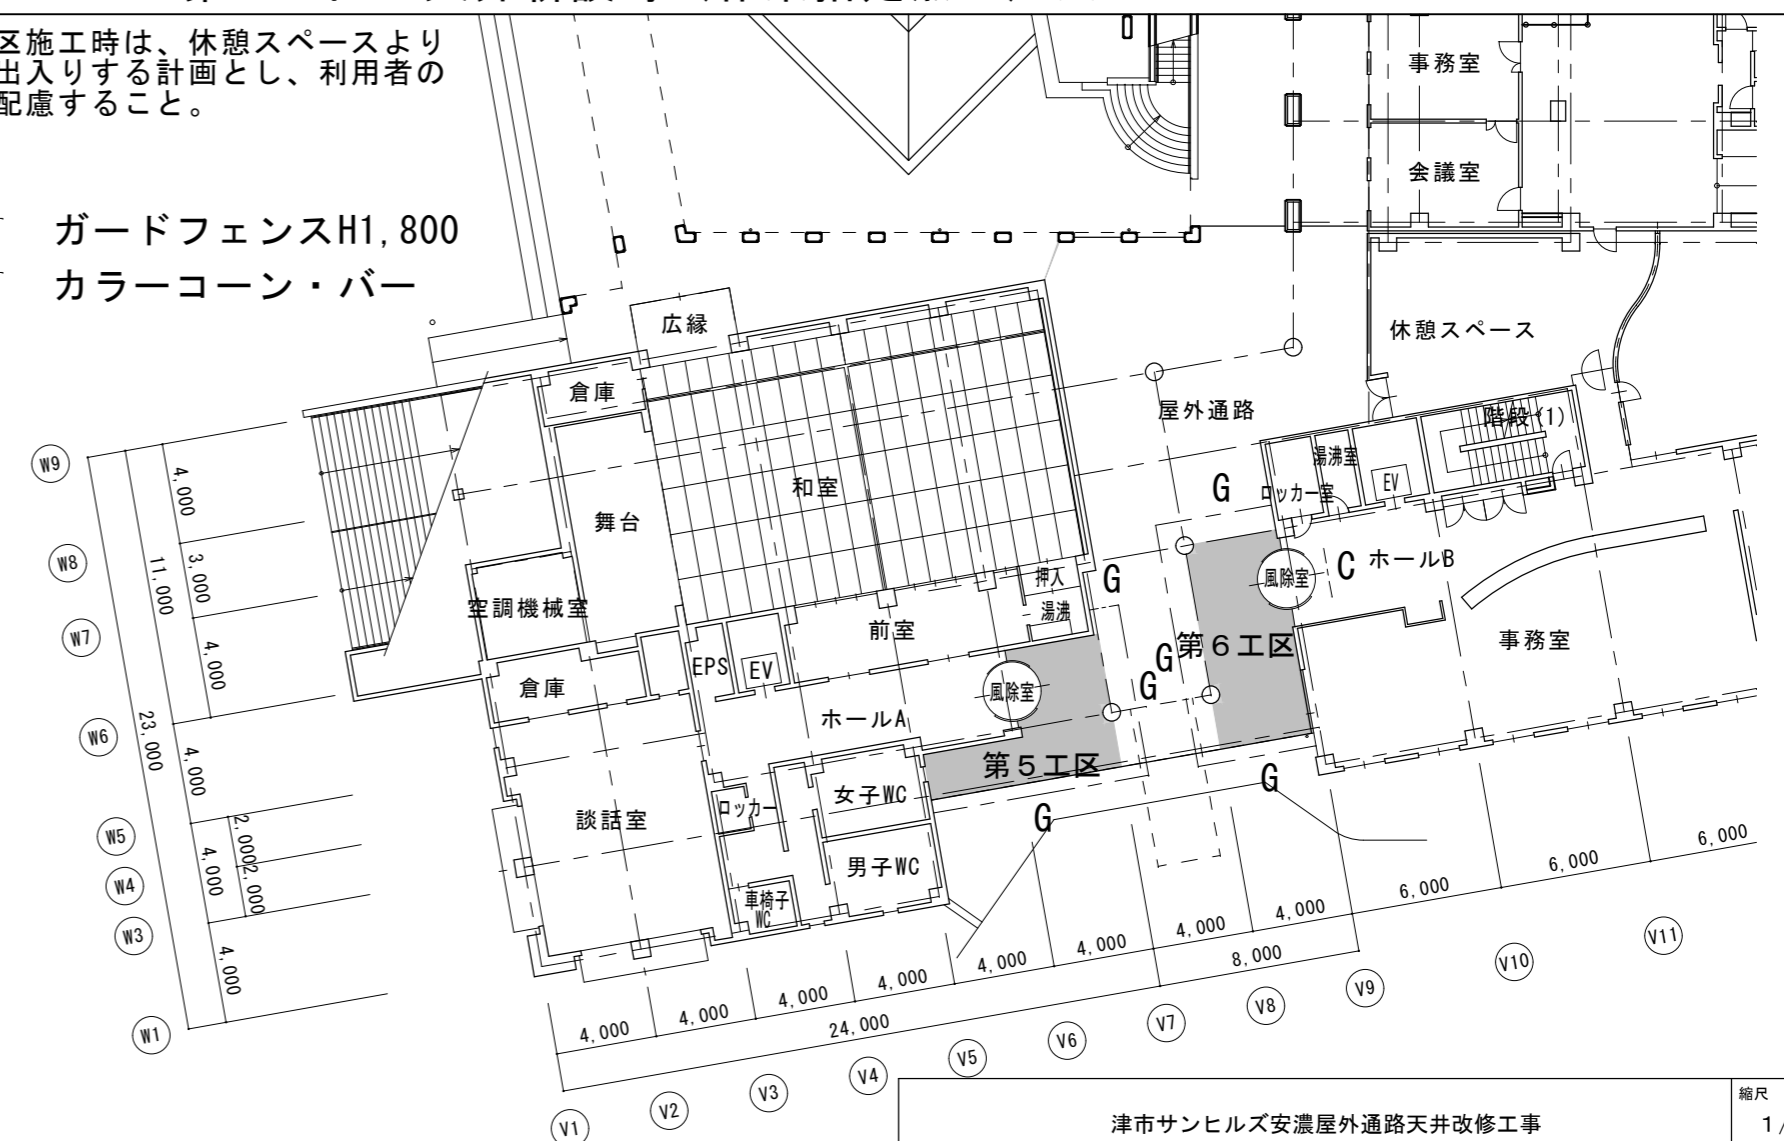 区施工時は、休憩スペースより
出入りする計画とし、利用者の
配慮すること。
ガードフェンスH1,800
カラーコーン・バー
事務室
会議室
休憩スペース
広縁
倉庫
屋外通路
階段(1)
湯沸室
ロッカー室
EV
和室
舞台
G
空調機械室
押入
湯沸
G
風除室
C
ホールB
前室
EPS
EV
第6工区
G
G
事務室
倉庫
ホールA
風除室
第5工区
G
G
談話室
ロッカー
女子WC
男子WC
車椅子
WC
W9
W8
W7
W6
W5
W4
W3
W1
4,000
3,000
4,000
11,000
23,000
4,000
2,000
2,000
4,000
4,000
4,000
4,000
4,000
4,000
4,000
4,000
4,000
4,000
6,000
6,000
6,000
24,000
8,000
V1
V2
V3
V4
V5
V6
V7
V8
V9
V10
V11
津市サンヒルズ安濃屋外通路天井改修工事
縮尺
1/